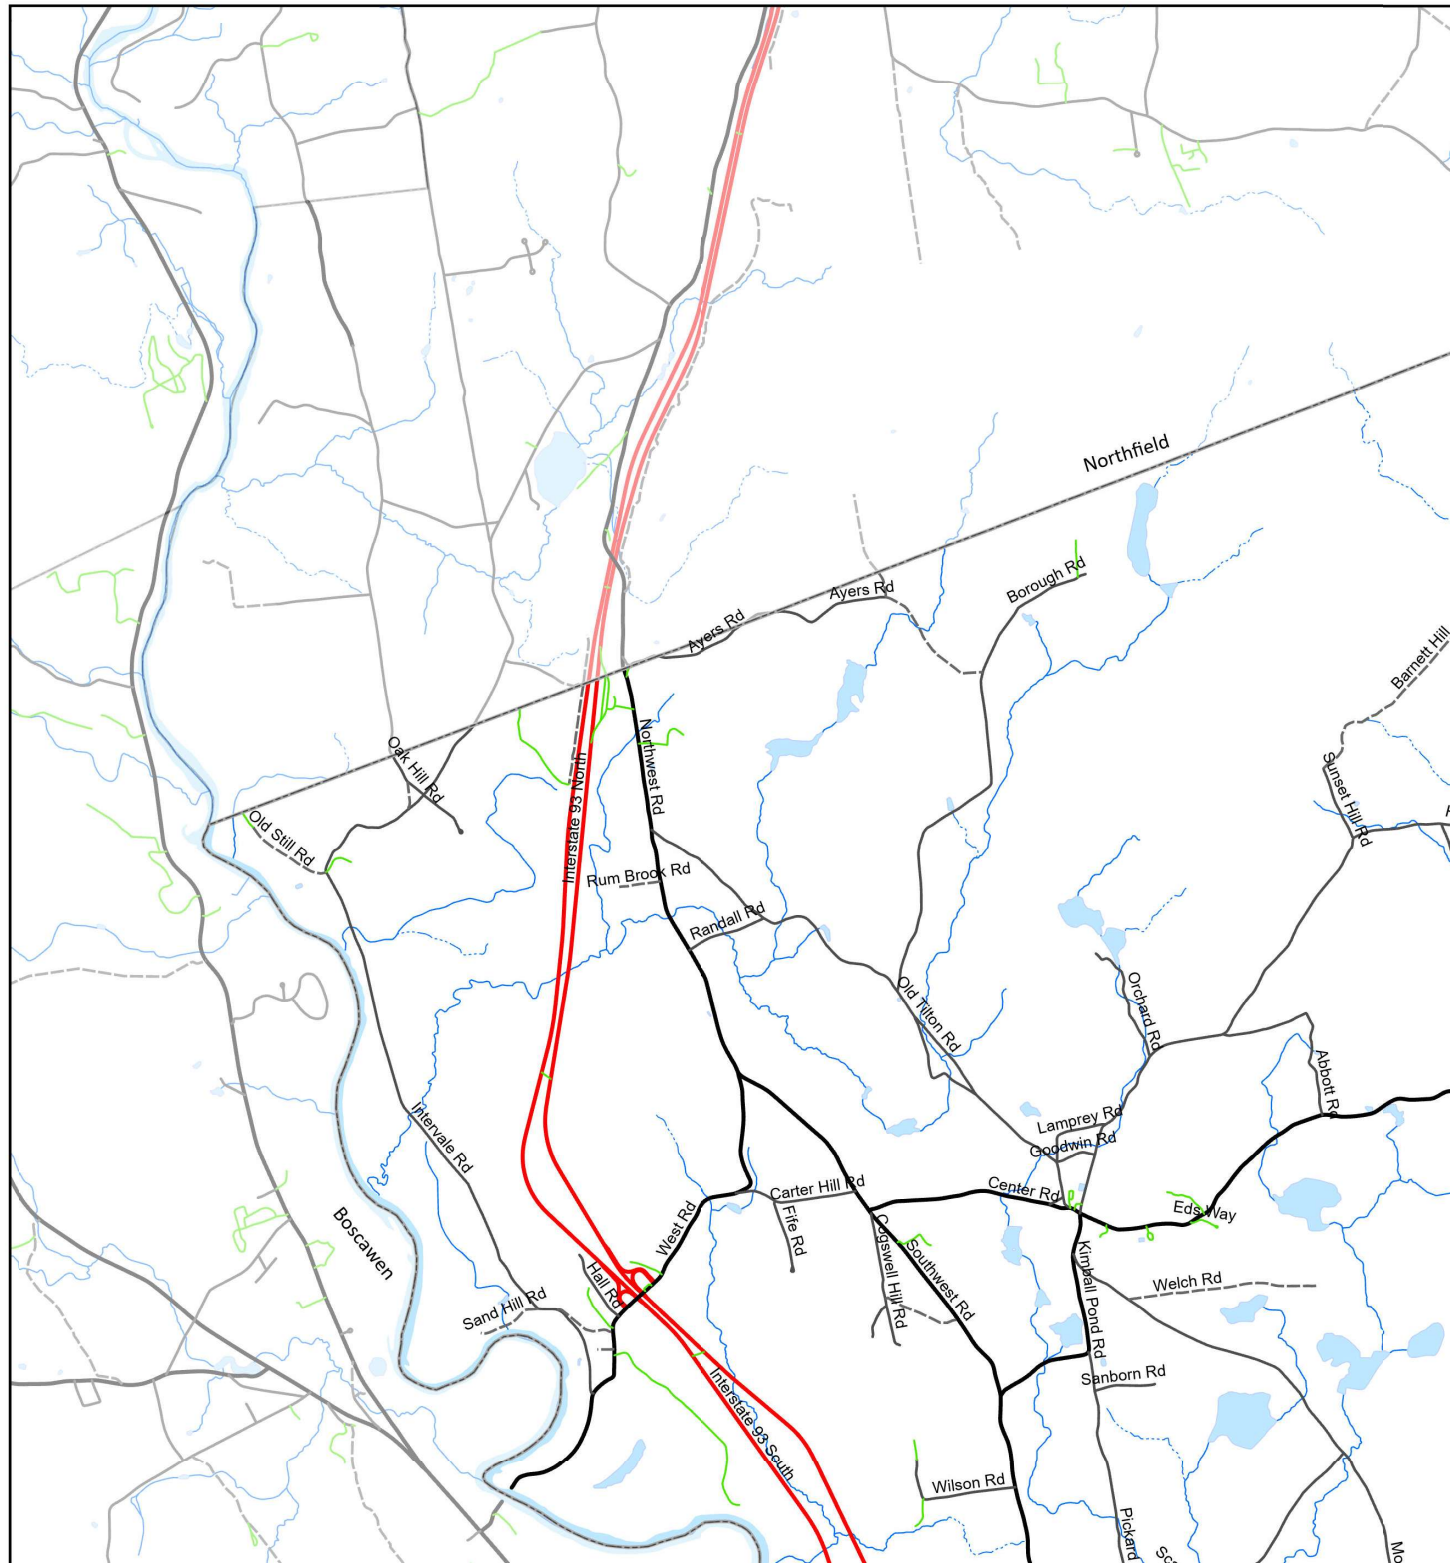 Northfield
Borough Rd
Ayers Rd
Ayers Rd
Barnett Hill
Northwest Rd
Oak Hill Rd
Interstate 93 North
Sunset Hill Rd
Old Still Rd
Rum Brook Rd
Randall Rd
Old Tilton Rd
Orchard Rd
Abbott Rd
Intervale Rd
Lamprey Rd
Goodwin Rd
Carter Hill Rd
Center Rd
Eds Way
West Rd
Fife Rd
Boscawen
Cogswell Hill Rd
Southwest Rd
Kimball Pond Rd
Welch Rd
Hall Rd
Sand Hill Rd
Sanborn Rd
Interstate 93 South
Wilson Rd
Pickard